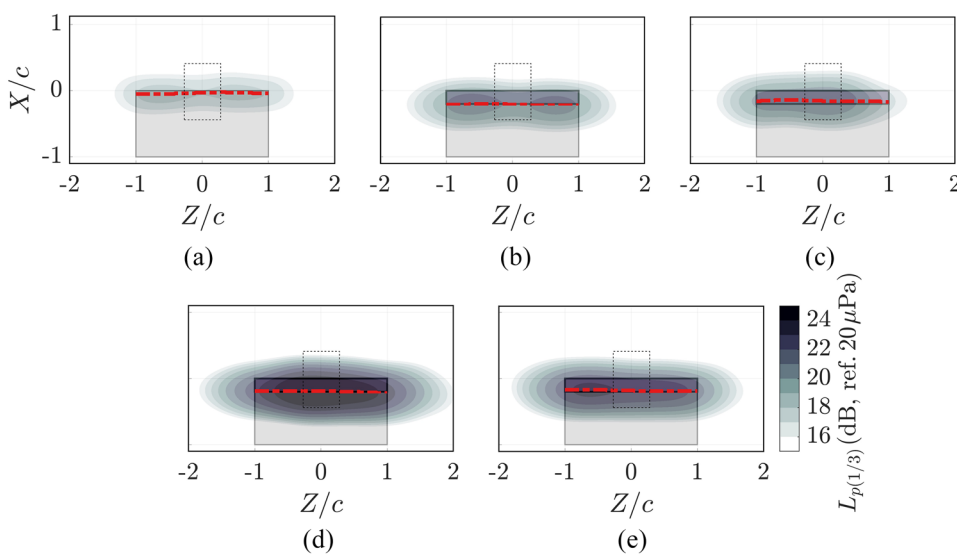 1
0
-1
X/c
-2 -1 0 1 2
-2 -1 0 1 2
-2 -1 0 1 2
Z/c
Z/c
Z/c
(a)
(b)
(c)
24
22
20
18
16
L_{p(1/3)}(dB, ref. 20 μPa)
-2 -1 0 1 2
-2 -1 0 1 2
Z/c
Z/c
(d)
(e)